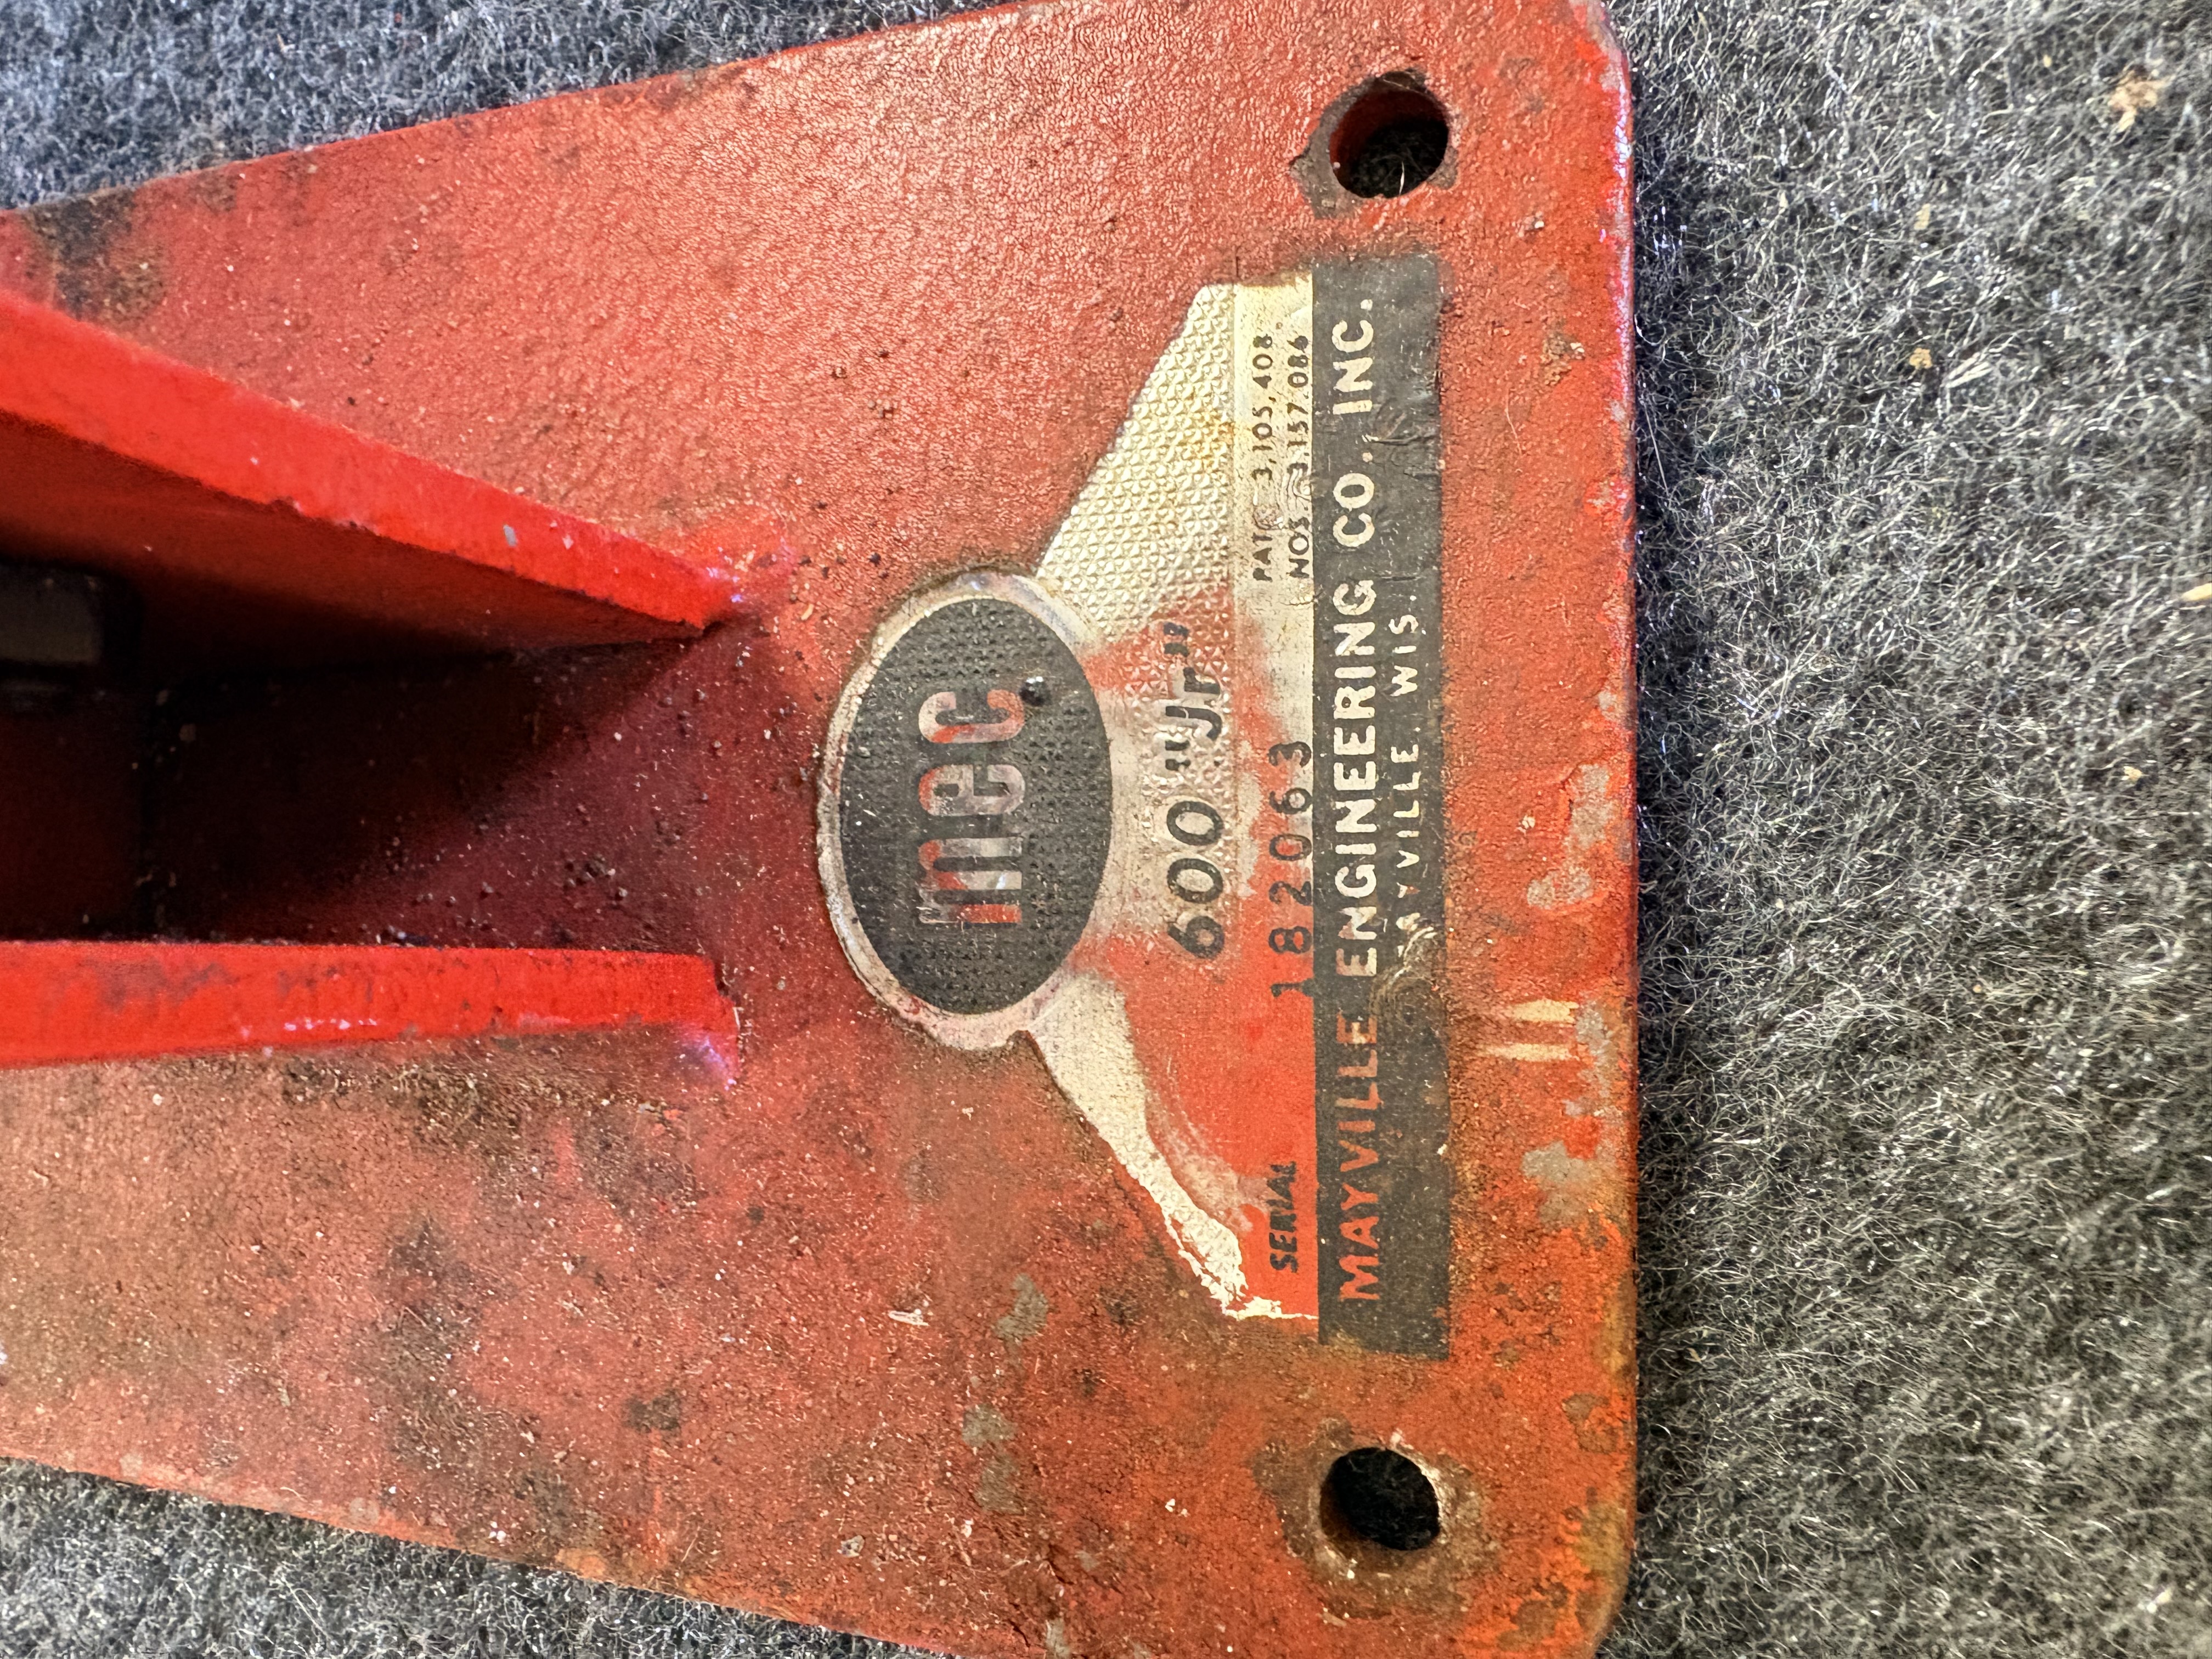 mec
600 "Jr"
PAT. 3,105,408.
NOS. 3,157,086
SERIAL 182063
MAYVILLE ENGINEERING CO., INC.
MAYVILLE, WIS.